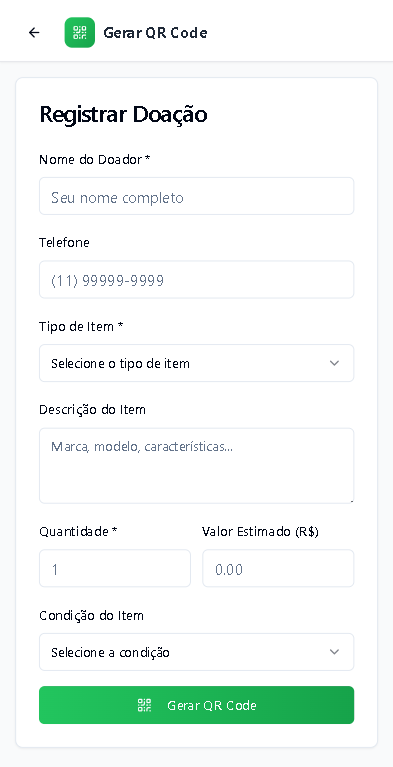 Gerar QR Code
Registrar Doação
Nome do Doador *
Seu nome completo
Telefone
(11) 99999-9999
Tipo de Item *
Selecione o tipo de item
Descrição do Item
Marca, modelo, características...
Quantidade * Valor Estimado (R$)
1 0.00
Condição do Item
Selecione a condição
Gerar QR Code